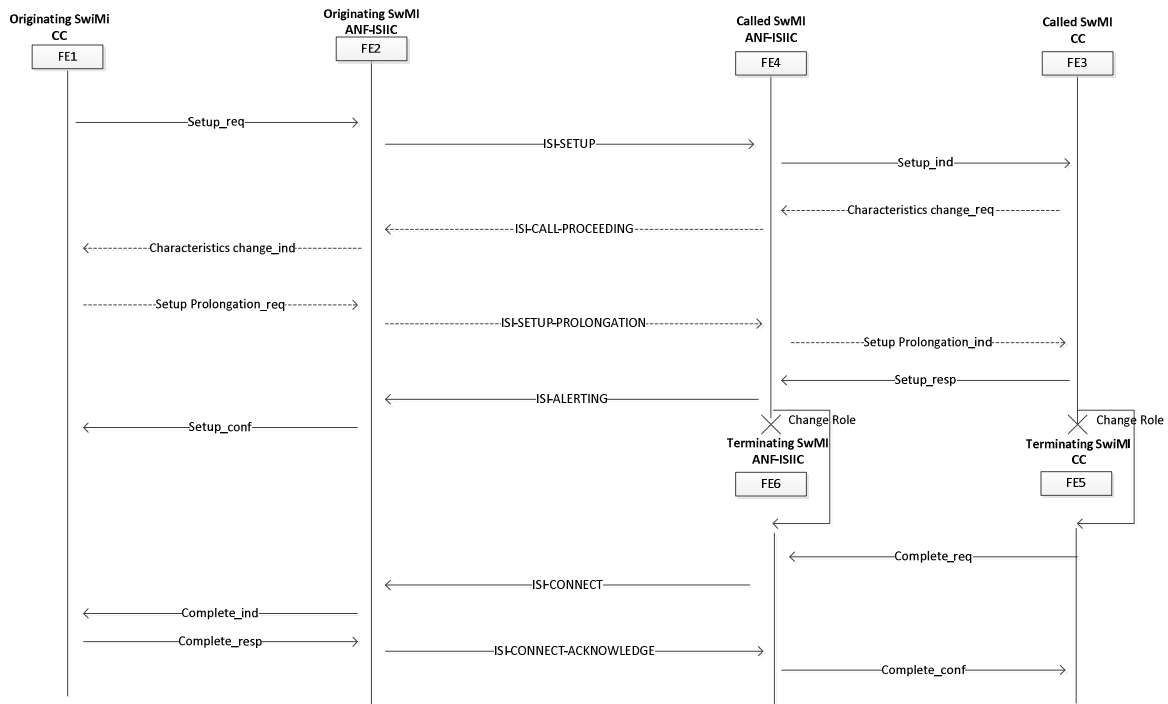 Originating SwiMi
CC
FE1
Originating SwMI
ANF-ISIIC
FE2
Called SwMI
ANF-ISIIC
FE4
Called SwMI
CC
FE3
Setup_req
ISI-SETUP
Setup_ind
Characteristics change_req
ISI-CALL-PROCEEDING
Characteristics change_ind
Setup Prolongation_req
ISI-SETUP-PROLONGATION
Setup Prolongation_ind
Setup_resp
ISI-ALERTING
Setup_conf
Change Role
Change Role
Terminating SwMI
ANF-ISIIC
FE6
Terminating SwiMI
CC
FE5
Complete_req
ISI-CONNECT
Complete_ind
Complete_resp
ISI-CONNECT-ACKNOWLEDGE
Complete_conf